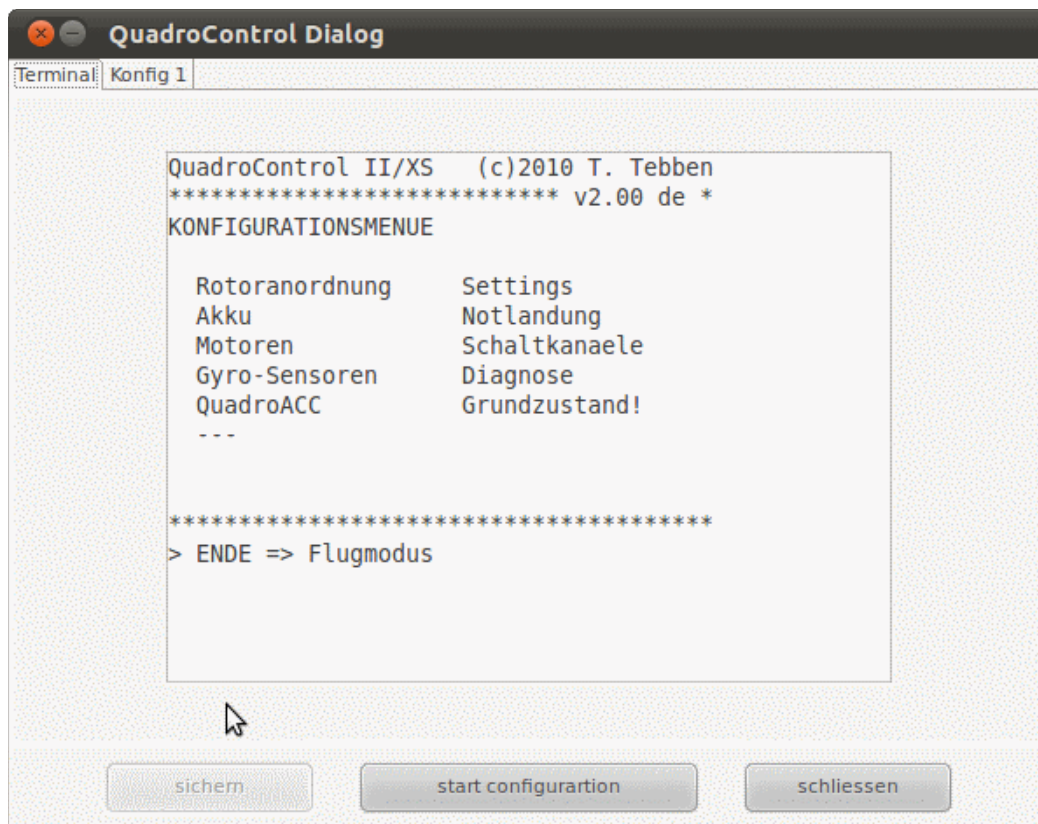 QuadroControl Dialog
Terminal Konfig 1
QuadroControl II/XS (c)2010 T. Tebben
**************************** v2.00 de *
KONFIGURATIONSMENUE
Rotoranordnung Settings
Akku Notlandung
Motoren Schaltkanaele
Gyro-Sensoren Diagnose
QuadroACC Grundzustand!
---
***************************************
> ENDE => Flugmodus
sichern start configurartion schliessen